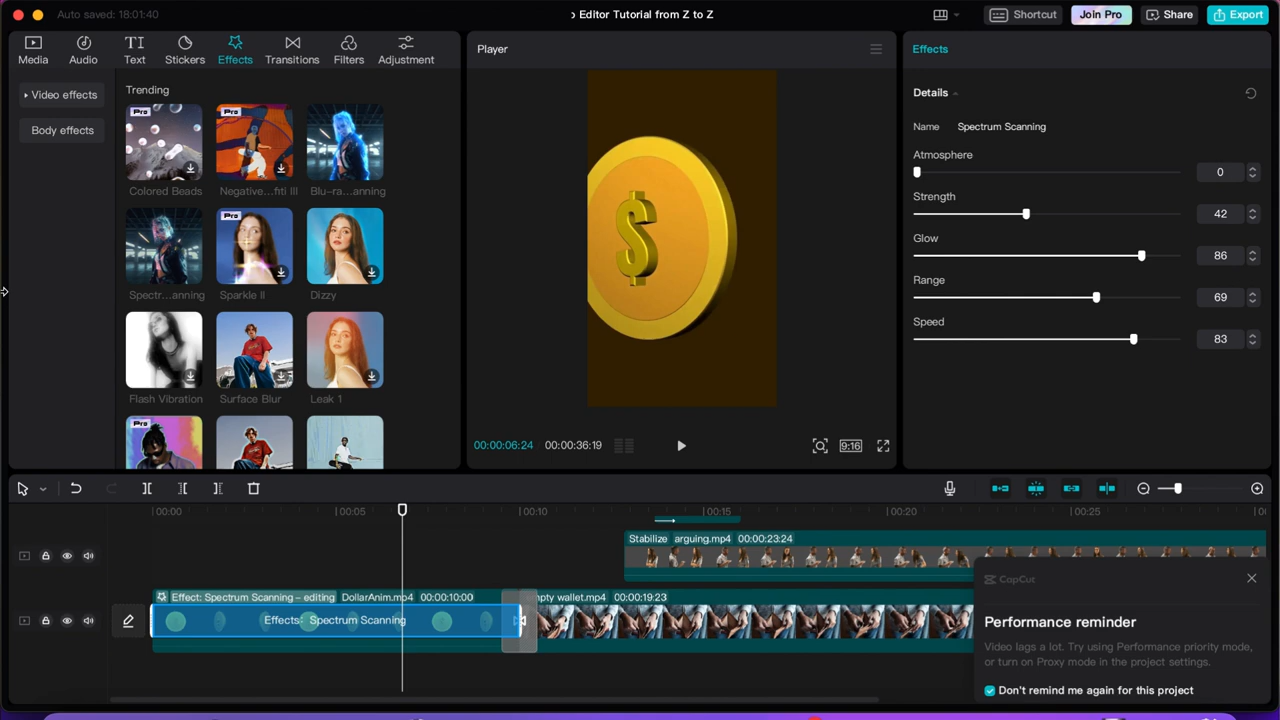 Auto saved: 18:01:40
Editor Tutorial from Z to Z
Shortcut
Join Pro
Share
Export
Media
Audio
Text
Stickers
Effects
Transitions
Filters
Adjustment
Player
Effects
Video effects
Body effects
Trending
Pro
Pro
Colored Beads
Negative...fiti III
Blu-ra...anning
Pro
Spectr...anning
Sparkle II
Dizzy
Flash Vibration
Surface Blur
Leak 1
Pro
Details
Name Spectrum Scanning
Atmosphere
0
Strength
42
Glow
86
Range
69
Speed
83
$
00:00:06:24 00:00:36:19
9:16
00:00
00:05
00:10
00:15
00:20
00:25
Stabilize arguing.mp4 00:00:23:24
Effect: Spectrum Scanning – editing DollarAnim.mp4 00:00:10:00
wallet.mp4 00:00:19:23
Effects: Spectrum Scanning
CapCut
Performance reminder
Video lags a lot. Try using Performance priority mode,
or turn on Proxy mode in the project settings.
Don't remind me again for this project